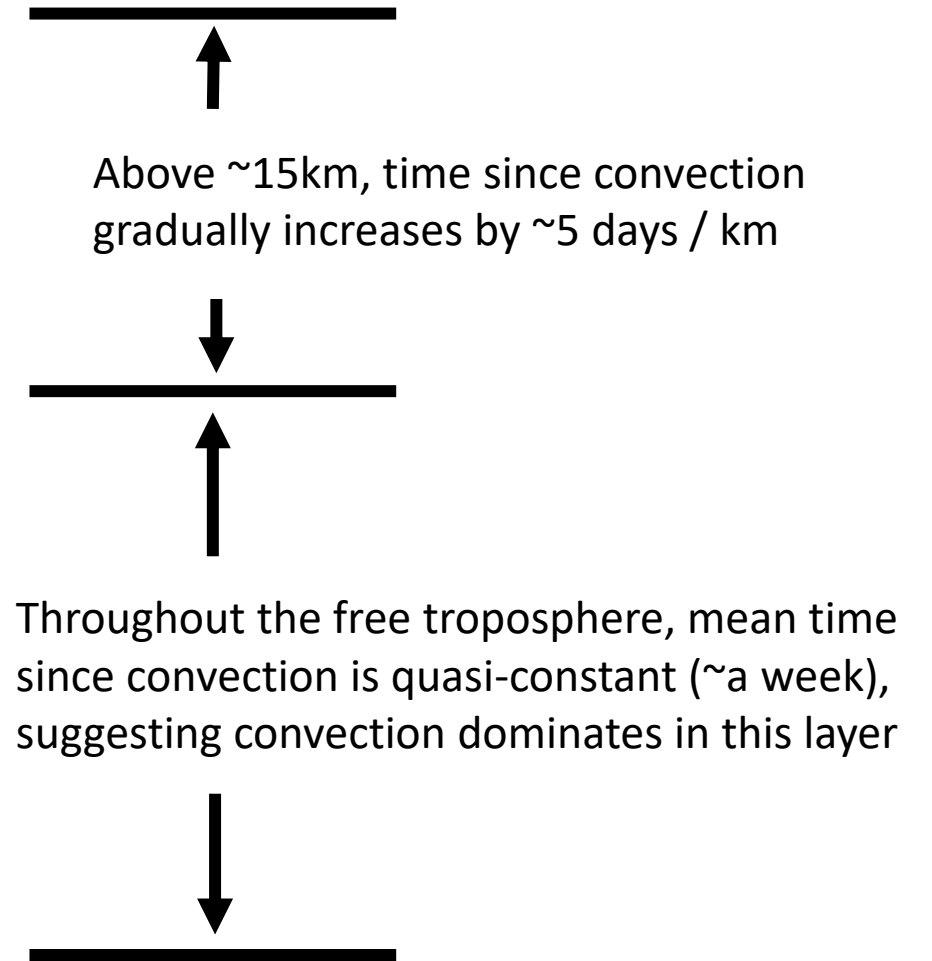 Above ~15km, time since convection
gradually increases by ~5 days / km
Throughout the free troposphere, mean time
since convection is quasi-constant (~a week),
suggesting convection dominates in this layer